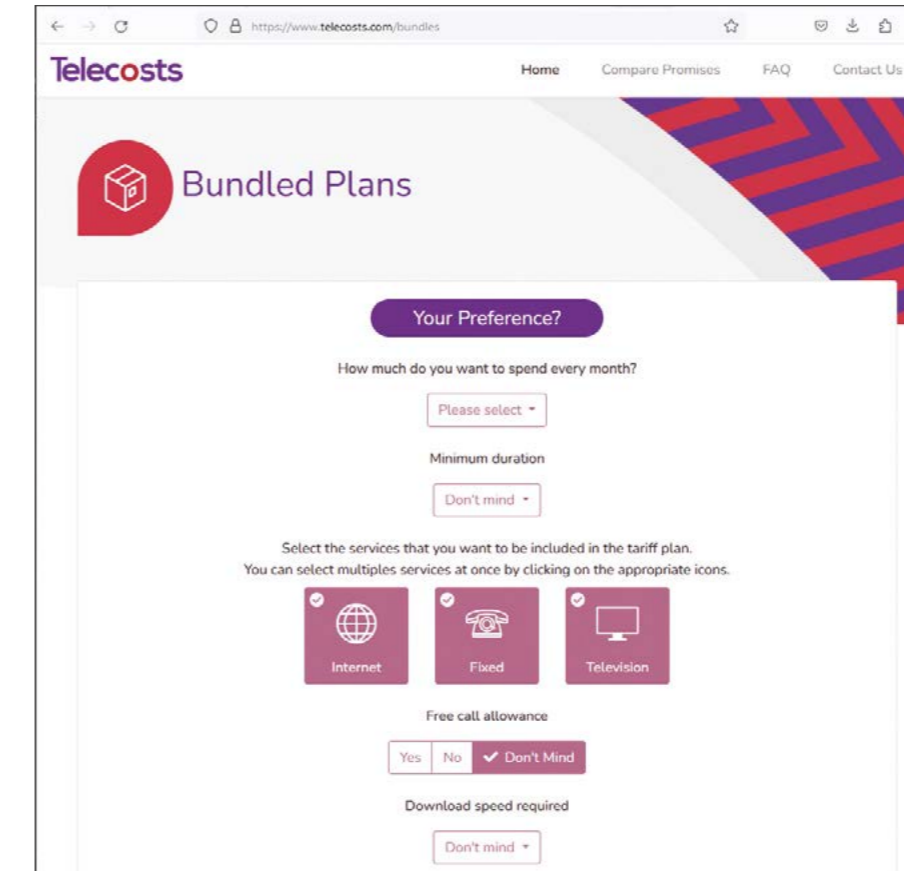 https://www.telecosts.com/bundles
Telecosts
Home Compare Promises FAQ Contact Us
Bundled Plans
Your Preference?
How much do you want to spend every month?
Please select
Minimum duration
Don't mind
Select the services that you want to be included in the tariff plan.
You can select multiples services at once by clicking on the appropriate icons.
Internet Fixed Television
Free call allowance
Yes No Don't Mind
Download speed required
Don't mind